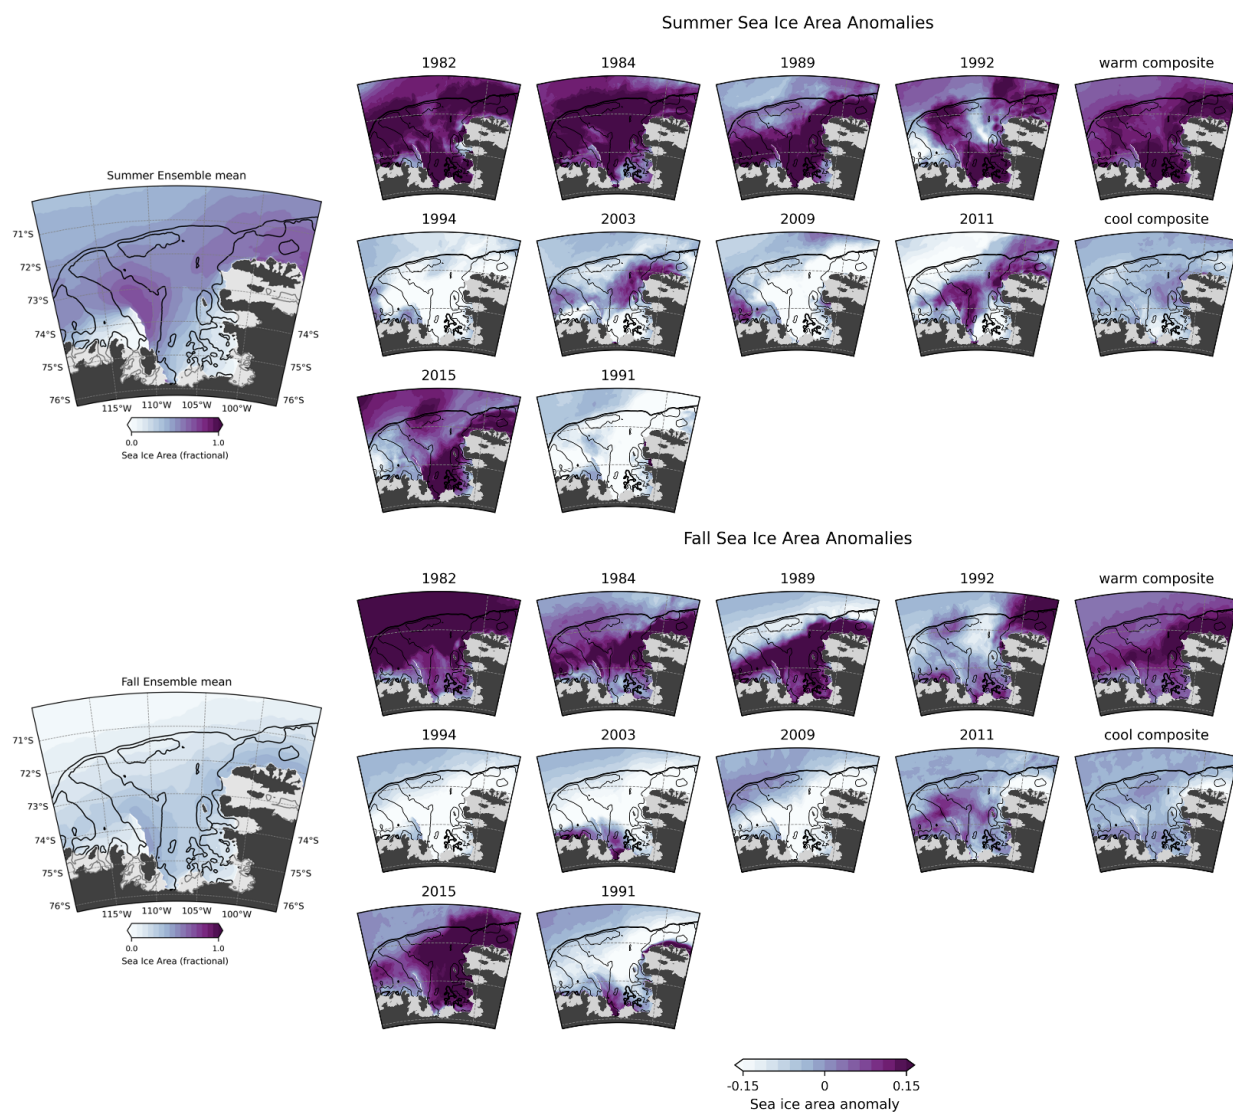 Summer Sea Ice Area Anomalies
1982 1984 1989 1992 warm composite
Summer Ensemble mean
71°S
72°S
73°S
74°S 74°S
75°S 75°S
76°S 76°S
115°W 110°W 105°W 100°W
0.0 1.0
Sea Ice Area (fractional)
1994 2003 2009 2011 cool composite
2015 1991
Fall Sea Ice Area Anomalies
1982 1984 1989 1992 warm composite
Fall Ensemble mean
71°S
72°S
73°S
74°S 74°S
75°S 75°S
76°S 76°S
115°W 110°W 105°W 100°W
0.0 1.0
Sea Ice Area (fractional)
1994 2003 2009 2011 cool composite
2015 1991
-0.15 0 0.15
Sea ice area anomaly